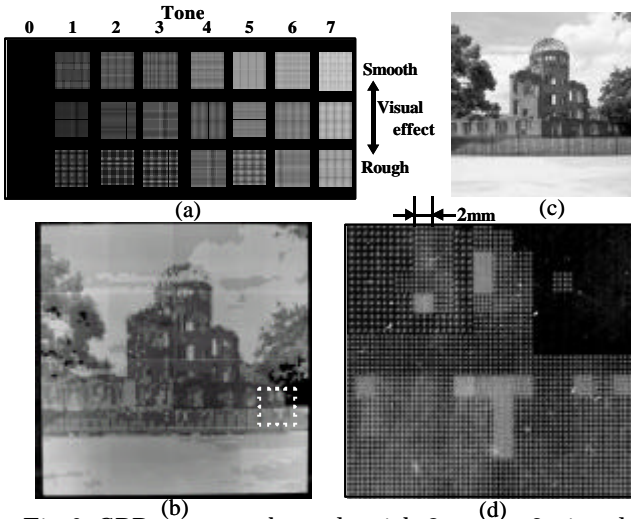 Tone
0 1 2 3 4 5 6 7
Smooth
Visual
effect
Rough
(a)
(c)
2mm
(b)
(d)